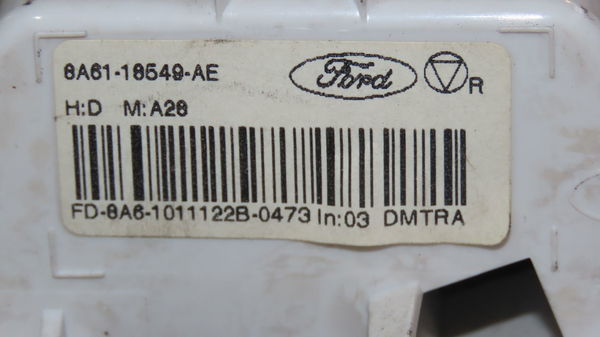 8A61-18549-AE
Ford
R
H:D M:A28
FD-8A6-1011122B-0473 In:03 DMTRA